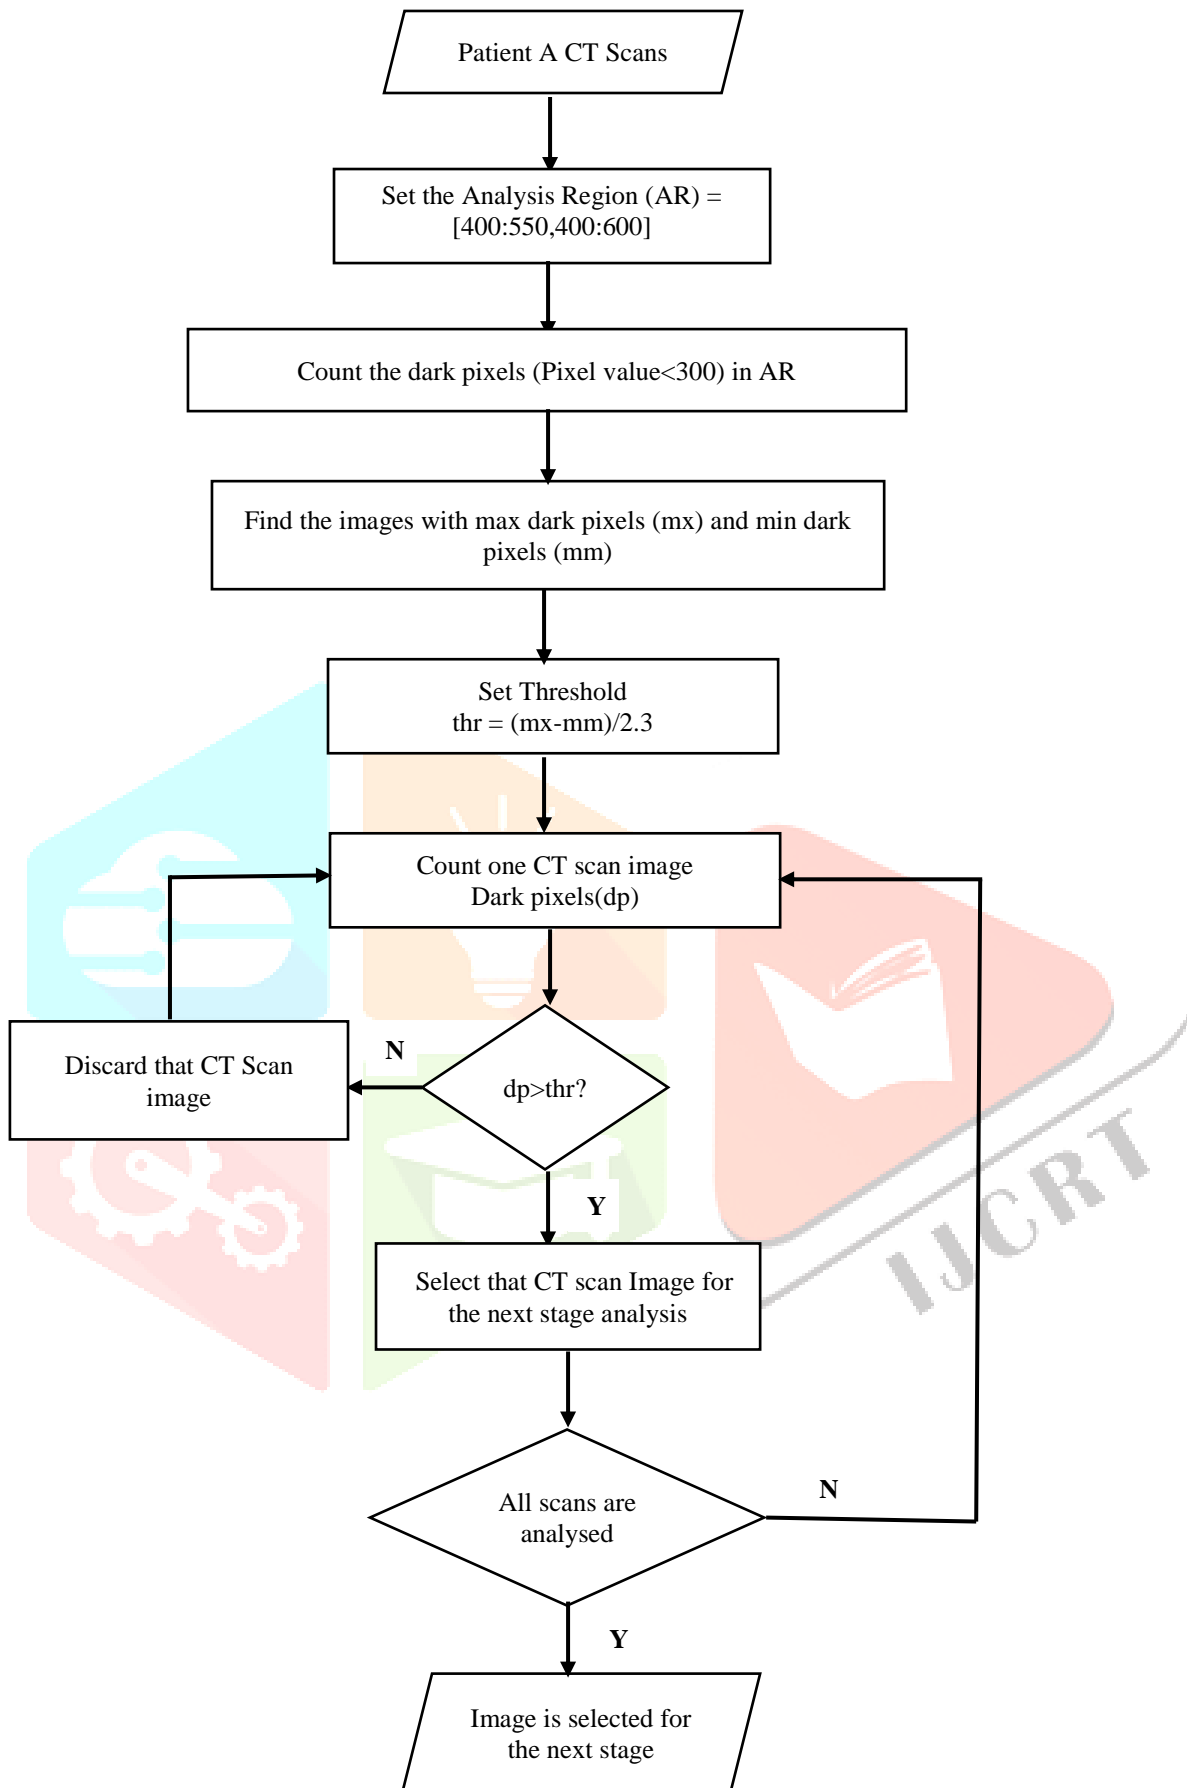 Patient A CT Scans
Set the Analysis Region (AR) =
[400:550,400:600]
Count the dark pixels (Pixel value<300) in AR
Find the images with max dark pixels (mx) and min dark
pixels (mm)
Set Threshold
thr = (mx-mm)/2.3
Count one CT scan image
Dark pixels(dp)
N
Discard that CT Scan
image
dp>thr?
Y
Select that CT scan Image for
the next stage analysis
IJCRT
N
All scans are
analysed
Y
Image is selected for
the next stage